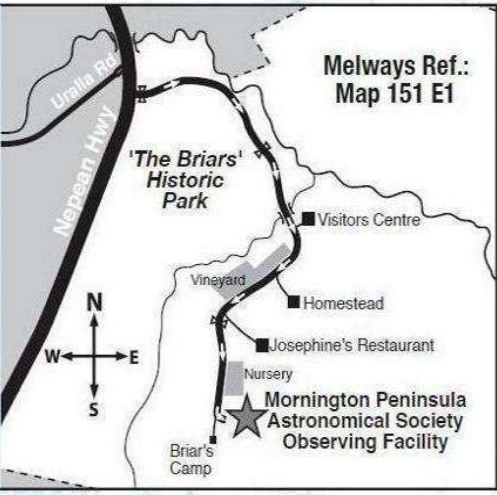 Melways Ref.:
Map 151 E1
Uralla Rd
Nepean Hwy
'The Briars'
Historic
Park
Visitors Centre
Vineyard
Homestead
N
W
E
S
Josephine's Restaurant
Nursery
Mornington Peninsula
Astronomical Society
Observing Facility
Briar's
Camp